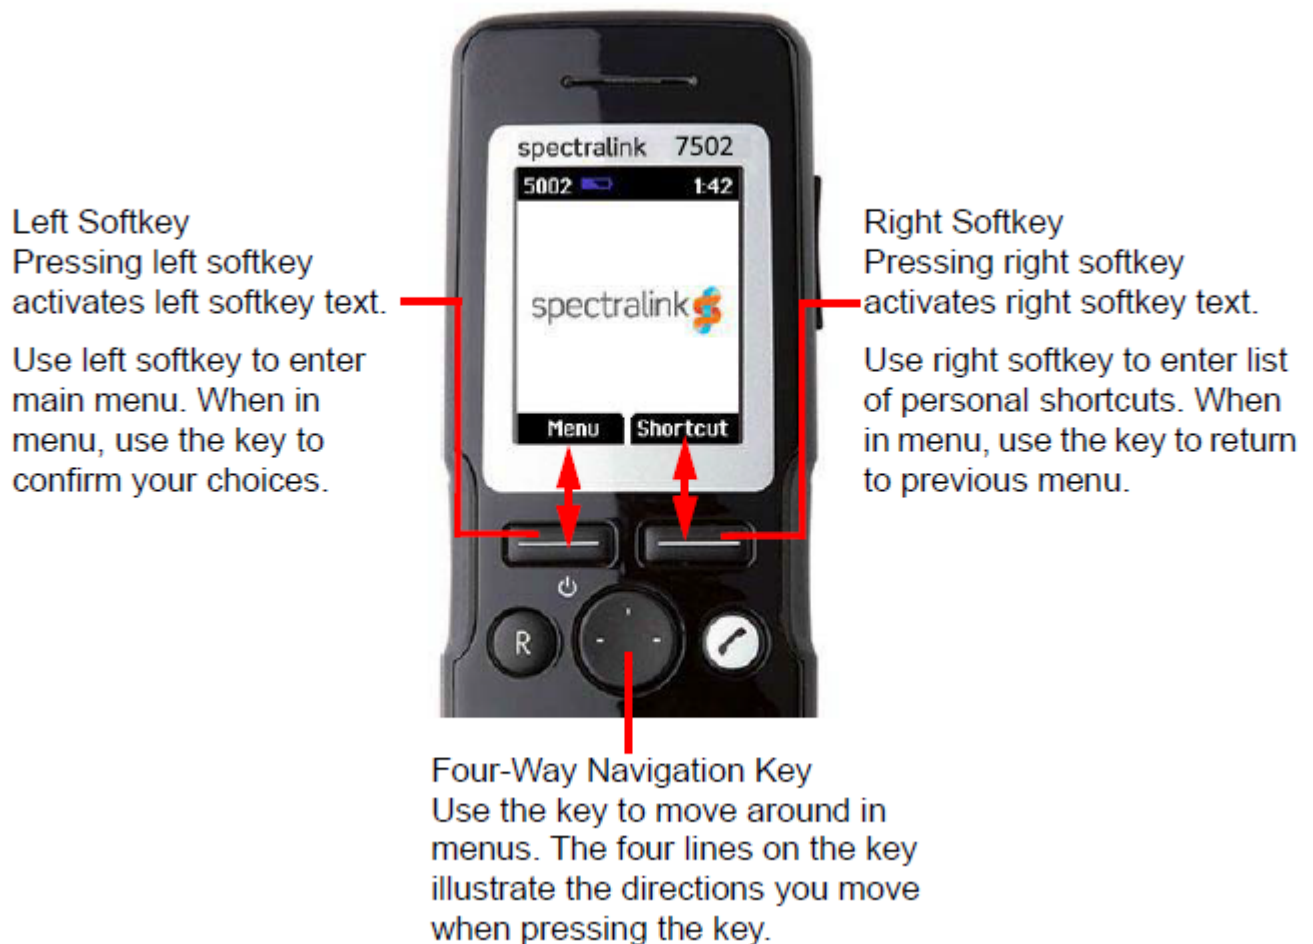 spectralink 7502
5002 1:42
spectralink
Menu Shortcut
R
Left Softkey
Pressing left softkey
activates left softkey text.
Use left softkey to enter
main menu. When in
menu, use the key to
confirm your choices.
Right Softkey
Pressing right softkey
activates right softkey text.
Use right softkey to enter list
of personal shortcuts. When
in menu, use the key to return
to previous menu.
Four-Way Navigation Key
Use the key to move around in
menus. The four lines on the key
illustrate the directions you move
when pressing the key.